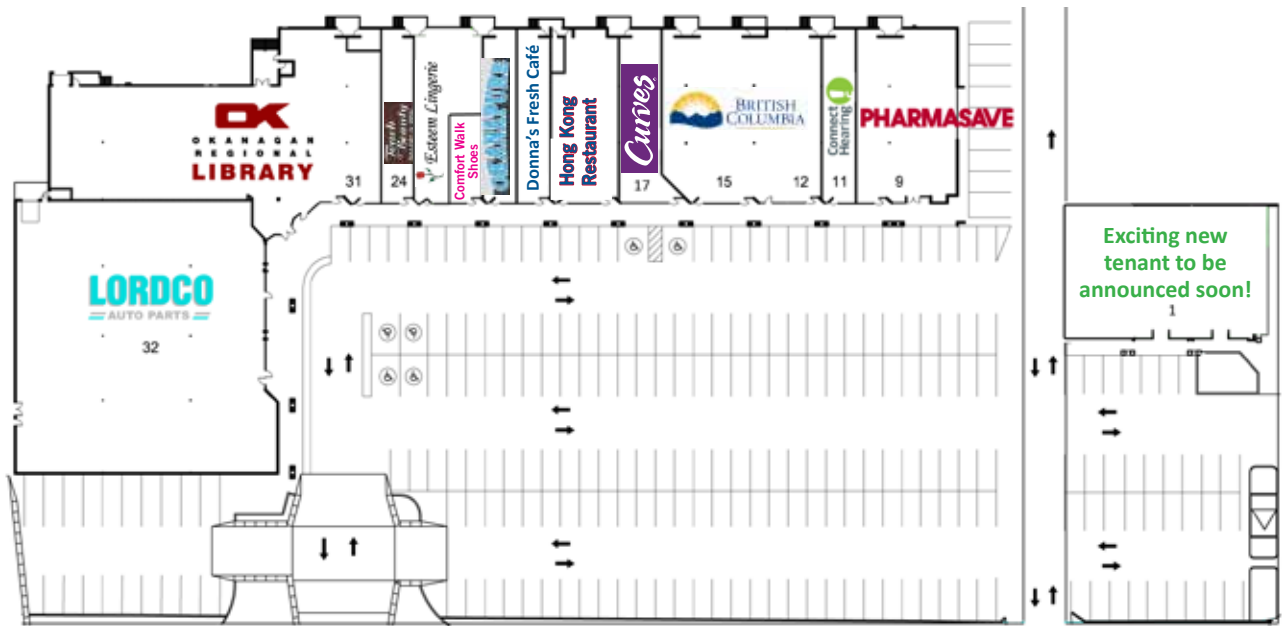 OK
OKANAGAN
REGIONAL
LIBRARY
31
24
Esteem Lingerie
Comfort Walk
Shoes
Donna's Fresh Café
Hong Kong
Restaurant
Curves
17
BRITISH
COLUMBIA
15
12
Connect
Hearing
11
PHARMASAVE
9
LORDCO
AUTO PARTS
32
Exciting new
tenant to be
announced soon!
1